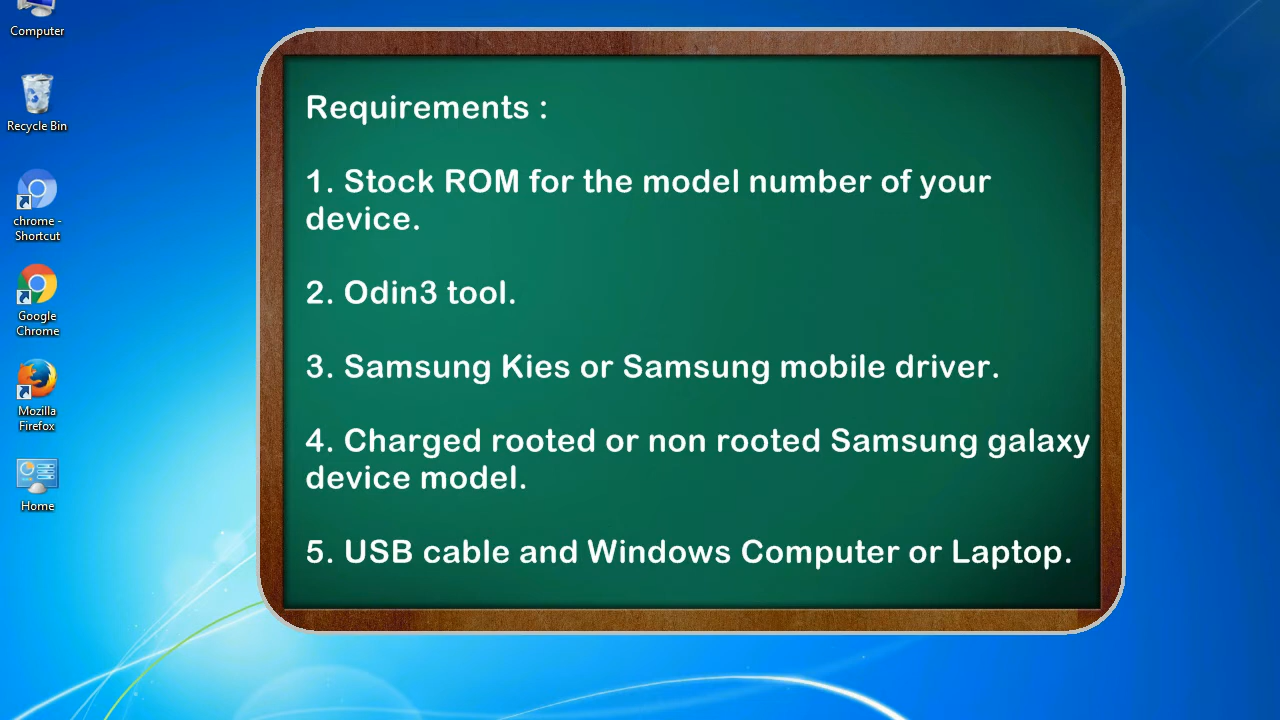 Computer
Recycle Bin
chrome -
Shortcut
Google
Chrome
Mozilla
Firefox
Home
Requirements :
1. Stock ROM for the model number of your
device.
2. Odin3 tool.
3. Samsung Kies or Samsung mobile driver.
4. Charged rooted or non rooted Samsung galaxy
device model.
5. USB cable and Windows Computer or Laptop.